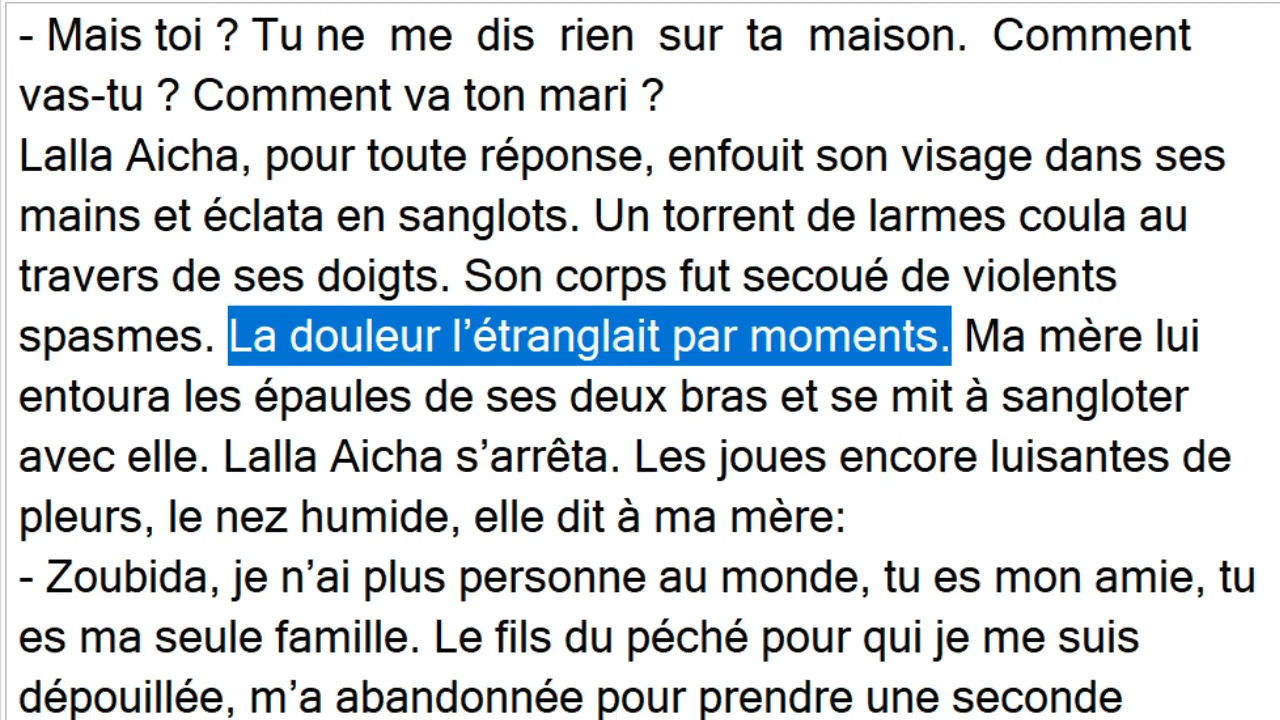 - Mais toi ? Tu ne me dis rien sur ta maison. Comment
vas-tu ? Comment va ton mari ?
Lalla Aicha, pour toute réponse, enfouit son visage dans ses
mains et éclata en sanglots. Un torrent de larmes coula au
travers de ses doigts. Son corps fut secoué de violents
spasmes. La douleur l’étranglait par moments. Ma mère lui
entoura les épaules de ses deux bras et se mit à sangloter
avec elle. Lalla Aicha s’arrêta. Les joues encore luisantes de
pleurs, le nez humide, elle dit à ma mère:
- Zoubida, je n’ai plus personne au monde, tu es mon amie, tu
es ma seule famille. Le fils du péché pour qui je me suis
dépouillée, m’a abandonnée pour prendre une seconde